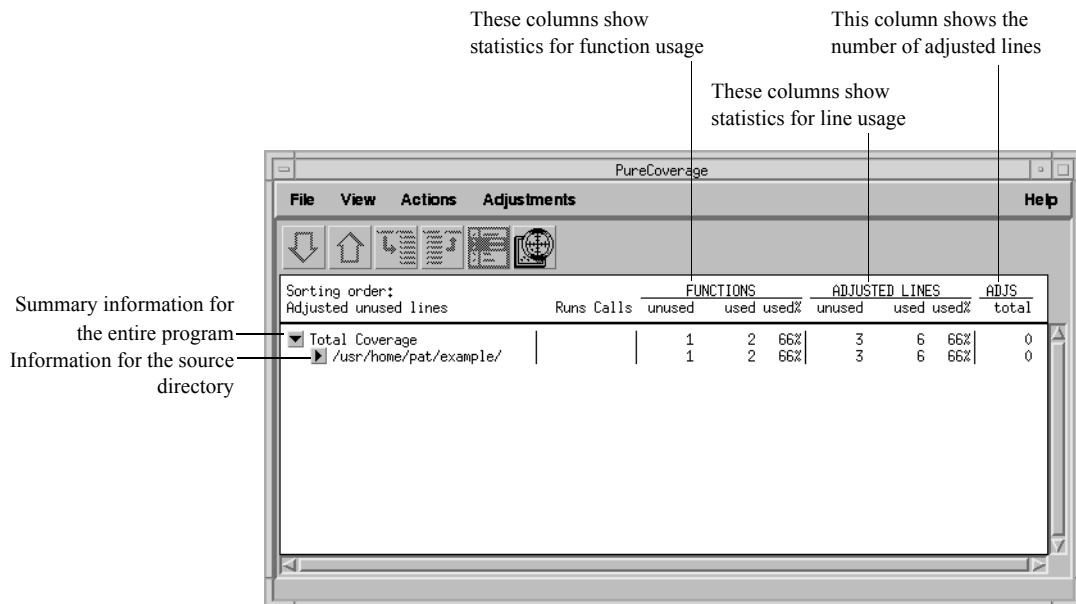 These columns show
statistics for function usage
This column shows the
number of adjusted lines
These columns show
statistics for line usage
PureCoverage
File View Actions Adjustments Help
Sorting order: FUNCTIONS ADJUSTED LINES ADJS
Adjusted unused lines Runs Calls unused used used% unused used used% total
Summary information for
the entire program
Total Coverage 1 2 66% 3 6 66% 0
Information for the source
directory
/usr/home/pat/example/ 1 2 66% 3 6 66% 0